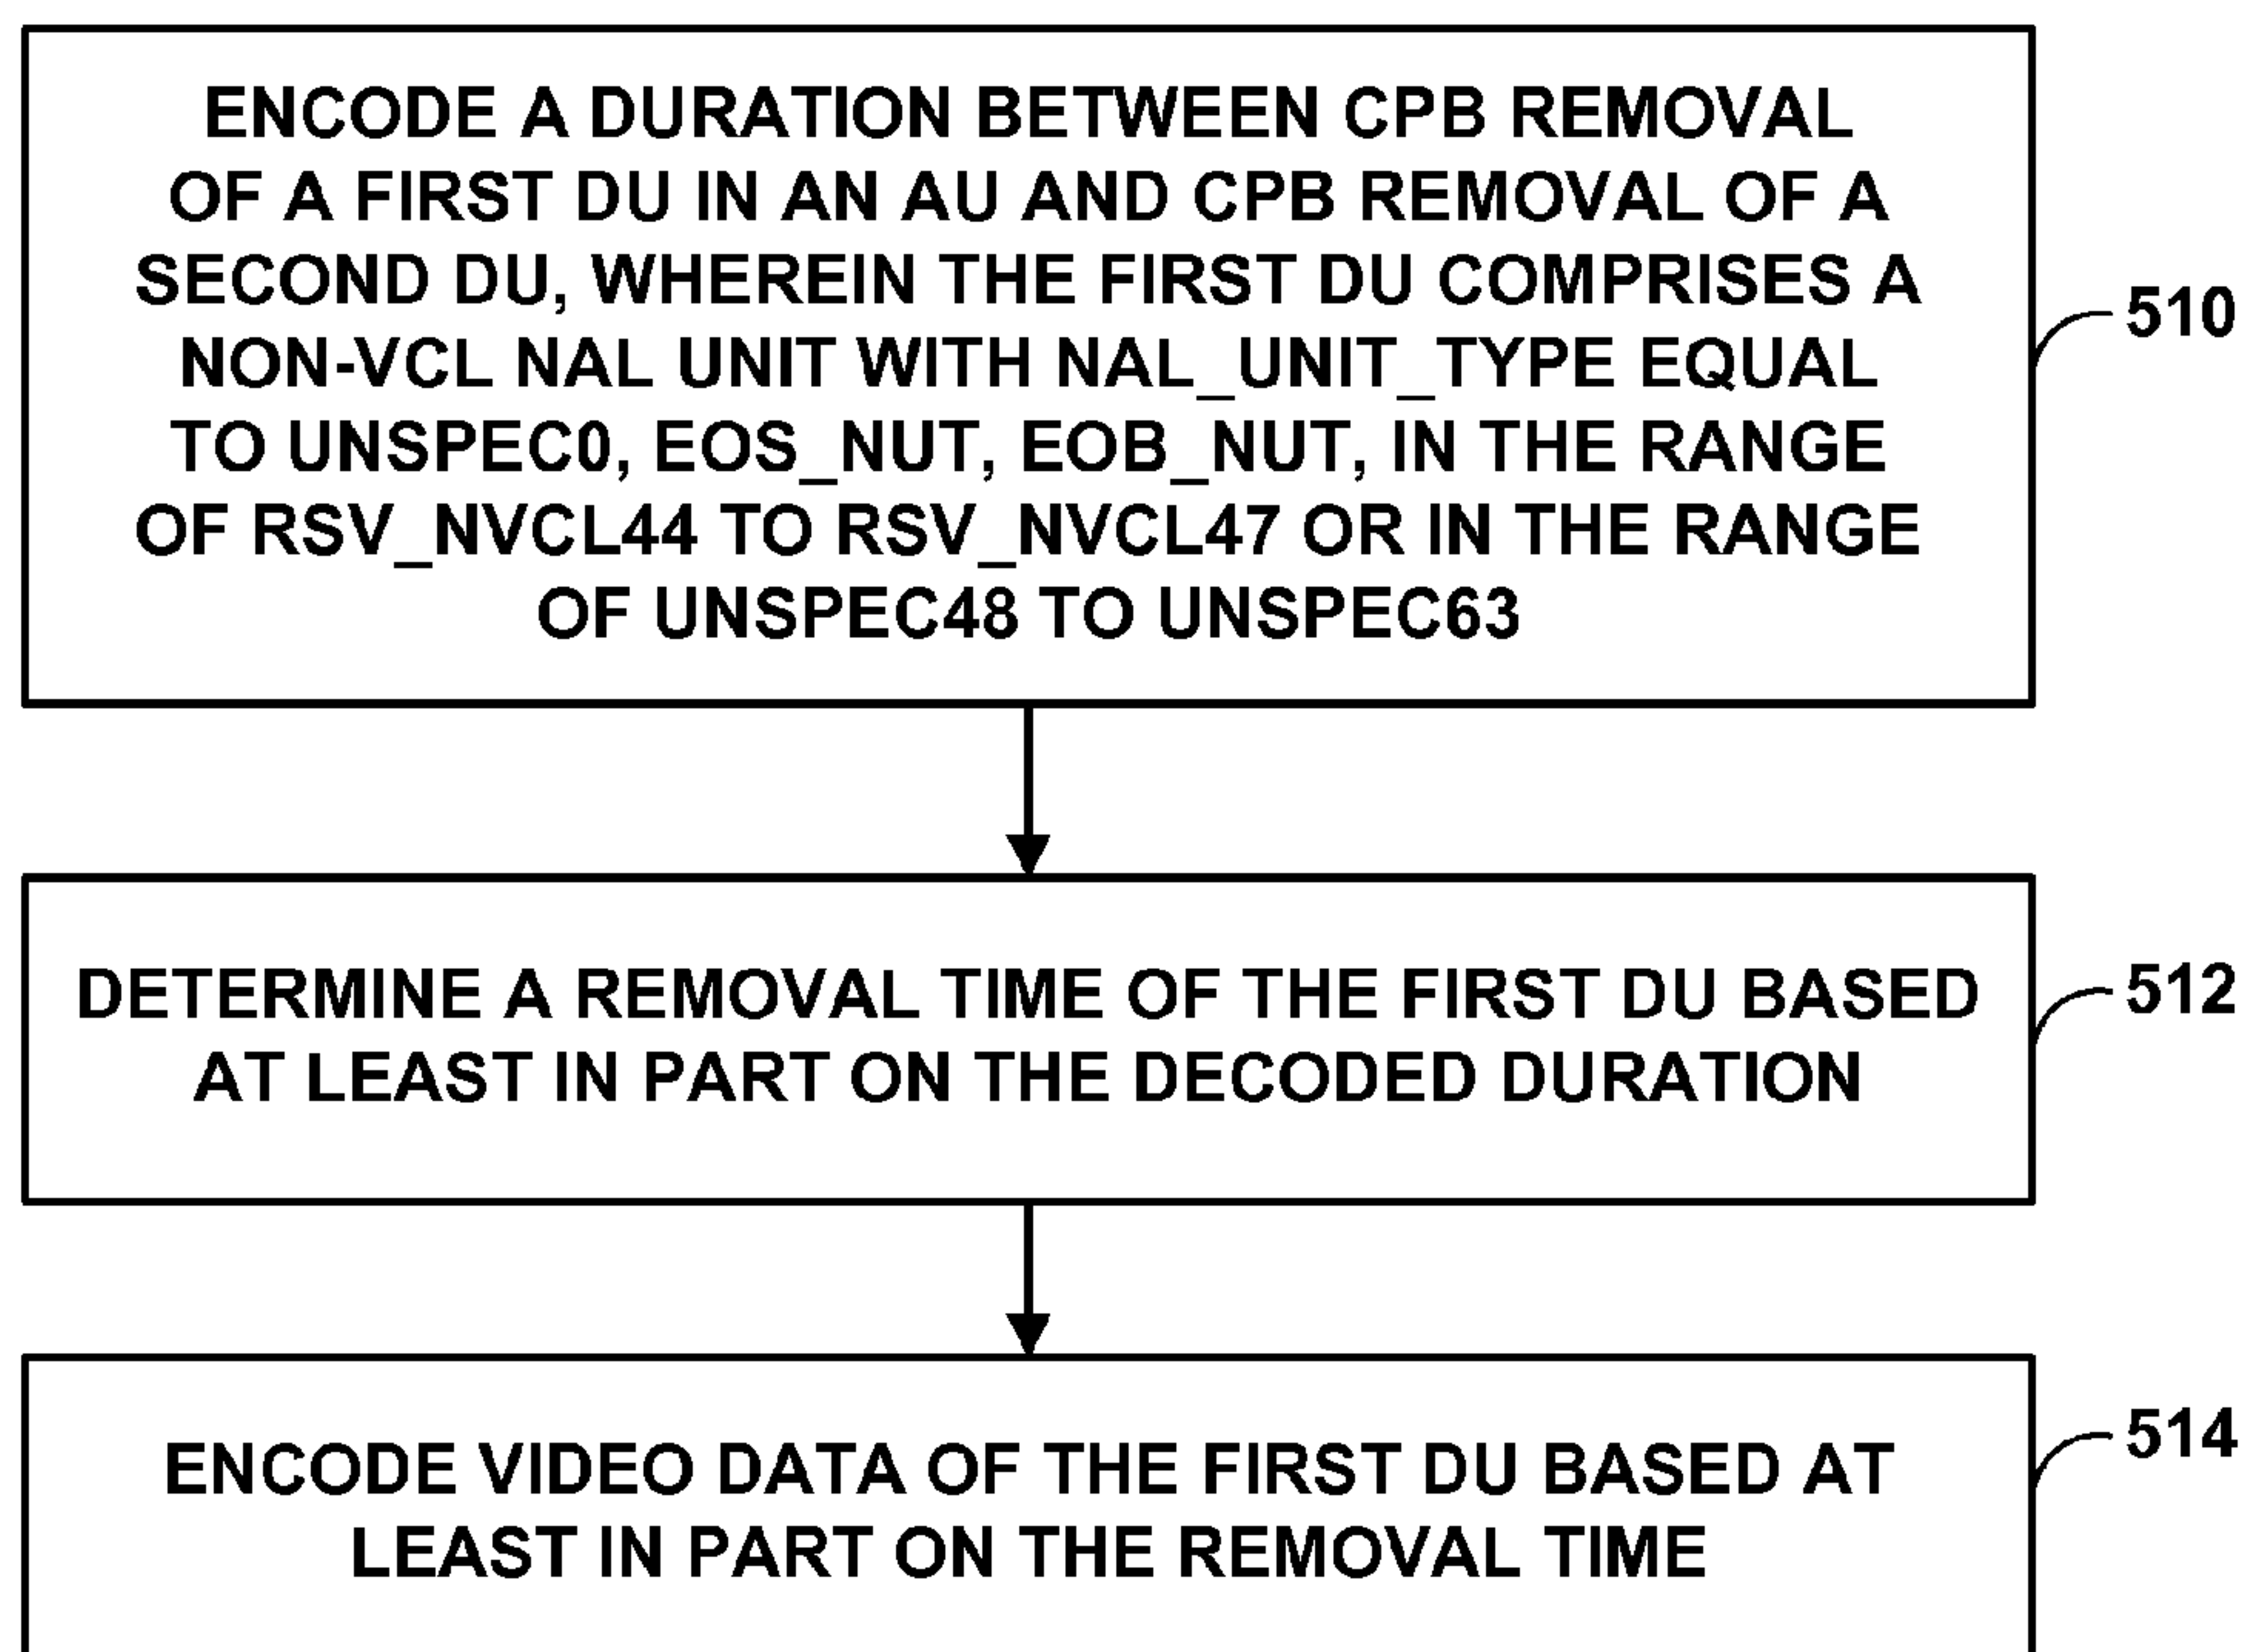 ENCODE A DURATION BETWEEN CPB REMOVAL
OF A FIRST DU IN AN AU AND CPB REMOVAL OF A
SECOND DU, WHEREIN THE FIRST DU COMPRISES A
NON-VCL NAL UNIT WITH NAL_UNIT_TYPE EQUAL
TO UNSPEC0, EOS_NUT, EOB_NUT, IN THE RANGE
OF RSV_NVCL44 TO RSV_NVCL47 OR IN THE RANGE
OF UNSPEC48 TO UNSPEC63
510
DETERMINE A REMOVAL TIME OF THE FIRST DU BASED
AT LEAST IN PART ON THE DECODED DURATION
512
ENCODE VIDEO DATA OF THE FIRST DU BASED AT
LEAST IN PART ON THE REMOVAL TIME
514